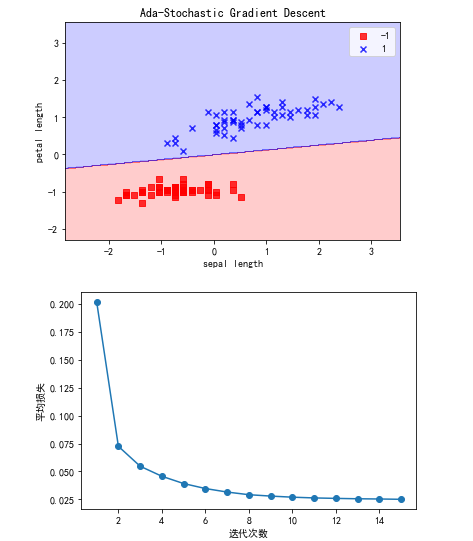 Ada-Stochastic Gradient Descent
-1
1
3
2
1
0
-1
-2
petal length
-2 -1 0 1 2 3
sepal length
0.200
0.175
0.150
0.125
0.100
0.075
0.050
0.025
平均损失
2 4 6 8 10 12 14
迭代次数